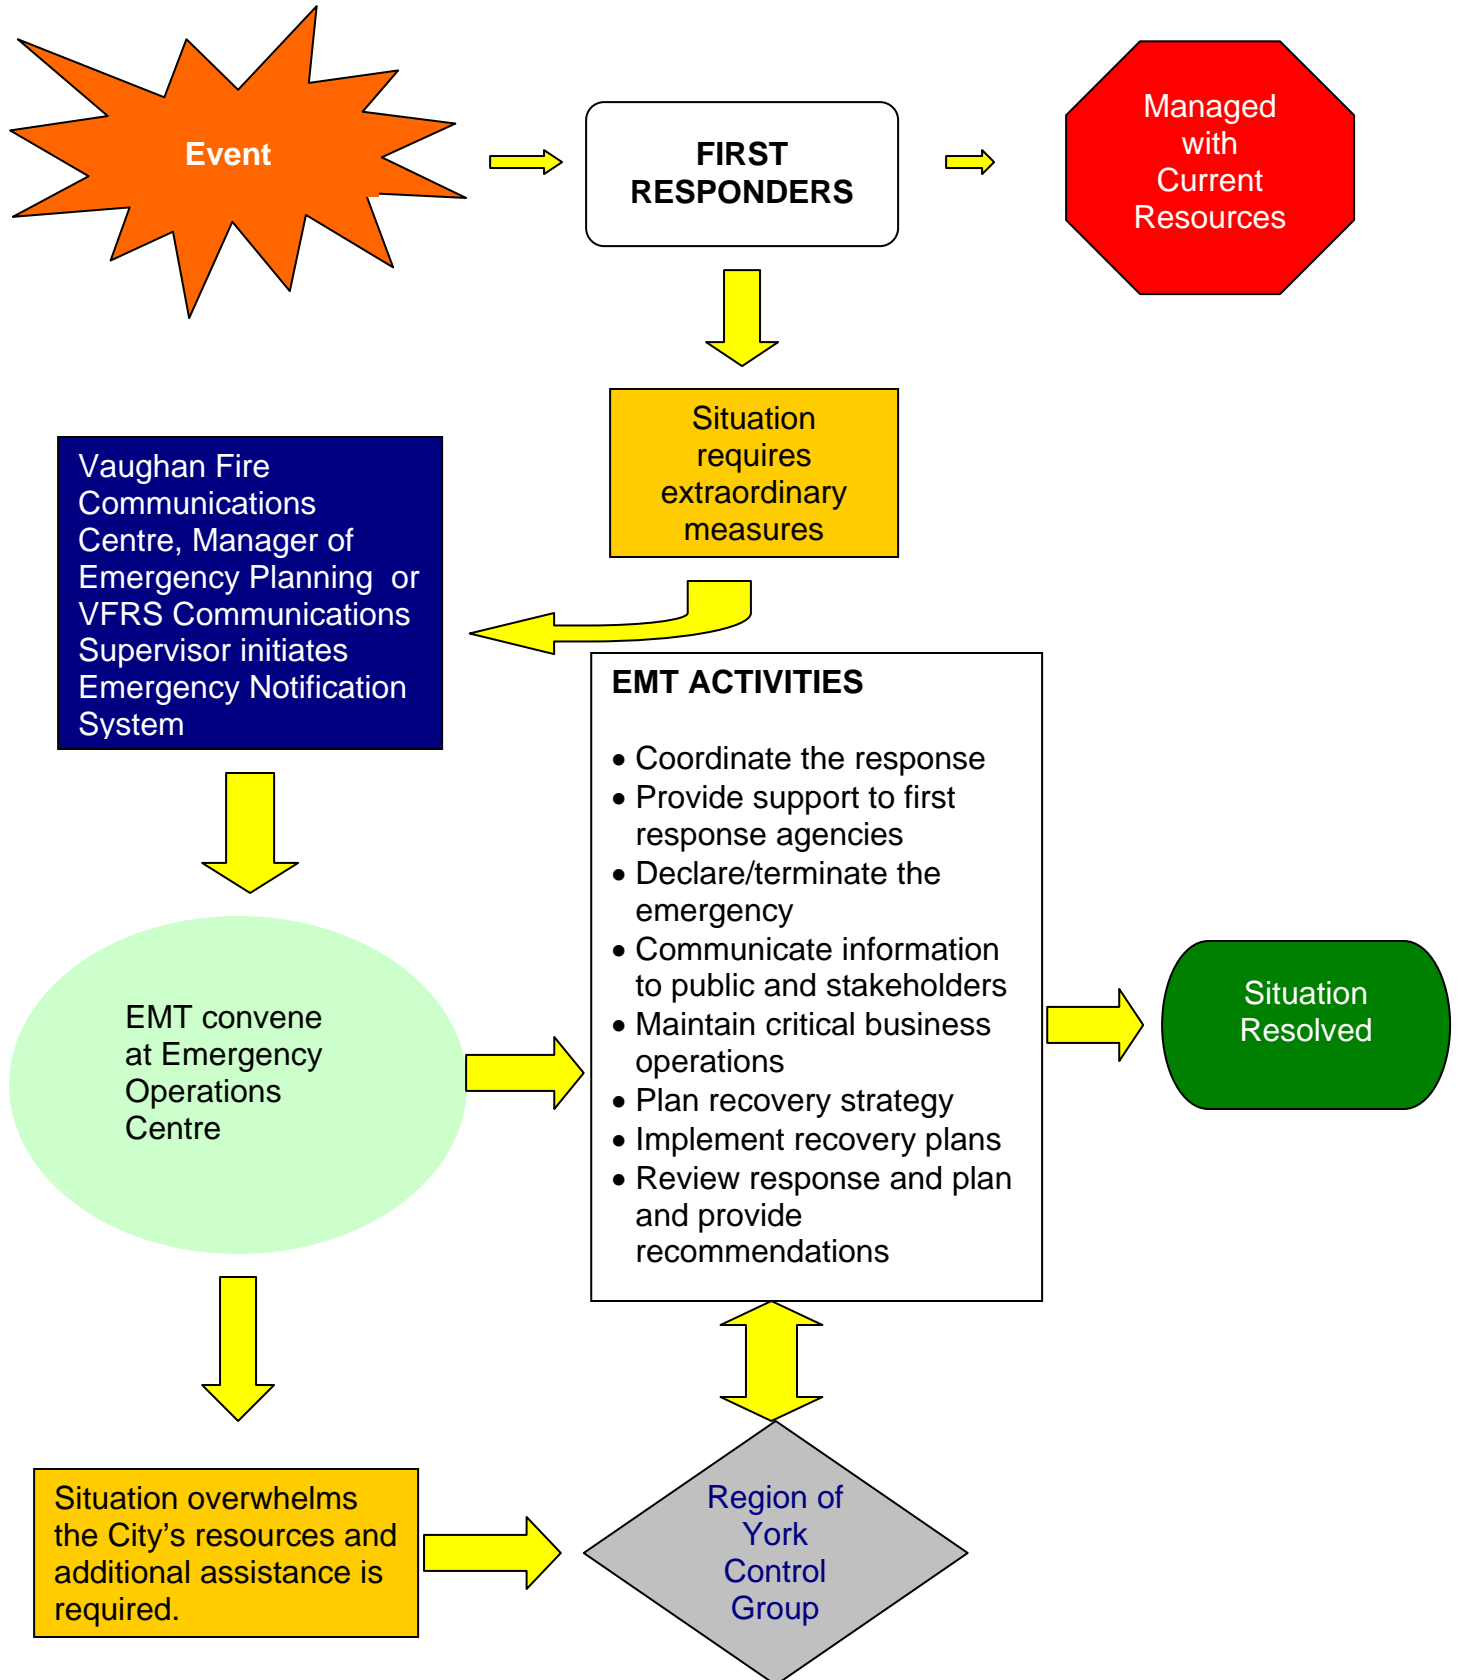 Event
FIRST
RESPONDERS
Managed
with
Current
Resources
Situation
requires
extraordinary
measures
Vaughan Fire
Communications
Centre, Manager of
Emergency Planning  or
VFRS Communications
Supervisor initiates
Emergency Notification
System
EMT ACTIVITIES
• Coordinate the response
• Provide support to first
response agencies
• Declare/terminate the
emergency
• Communicate information
to public and stakeholders
• Maintain critical business
operations
• Plan recovery strategy
• Implement recovery plans
• Review response and plan
and provide
recommendations
EMT convene
at Emergency
Operations
Centre
Situation
Resolved
Situation overwhelms
the City’s resources and
additional assistance is
required.
Region of
York
Control
Group